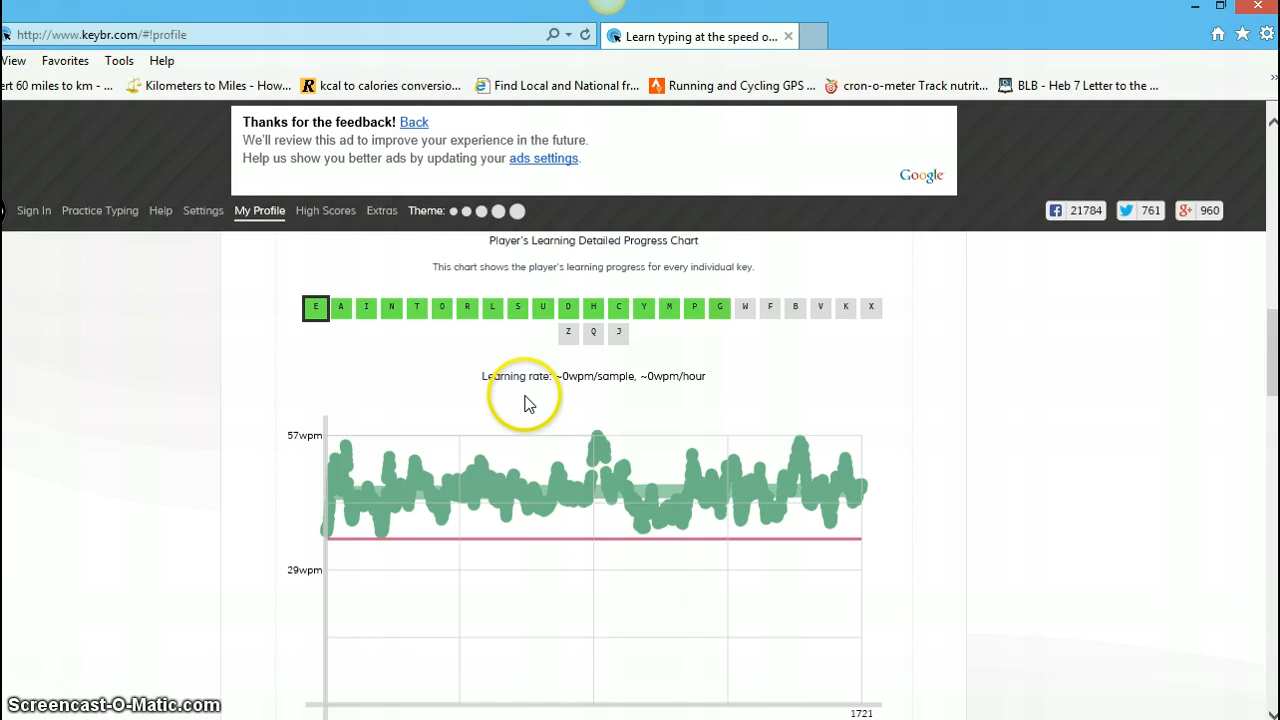 http://www.keybr.com/#!profile
Learn typing at the speed o...
View Favorites Tools Help
ert 60 miles to km - ... Kilometers to Miles - How... kcal to calories conversio... Find Local and National fr... Running and Cycling GPS ... cron-o-meter Track nutrit... BLB - Heb 7 Letter to the ...
Thanks for the feedback! Back
We'll review this ad to improve your experience in the future.
Help us show you better ads by updating your ads settings.
Google
Sign In Practice Typing Help Settings My Profile High Scores Extras Theme: 21784 761 960
Player's Learning Detailed Progress Chart
This chart shows the player's learning progress for every individual key.
E A I N T O R L S U D H C Y M P G W F B V K X
Z Q J
Learning rate: ~0wpm/sample, ~0wpm/hour
57wpm
29wpm
1721
Screencast-O-Matic.com